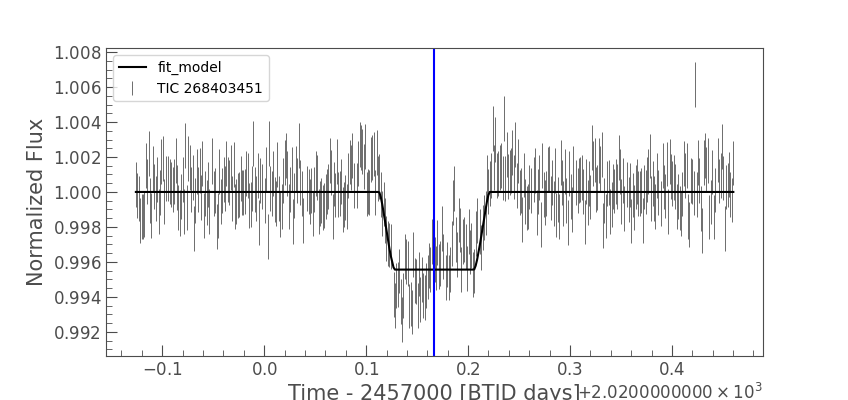 1.008
1.006
1.004
1.002
1.000
0.998
0.996
0.994
0.992
Normalized Flux
fit_model
TIC 268403451
−0.1 0.0 0.1 0.2 0.3 0.4
Time - 2457000 [BTJD days]
+2.0200000000 × 10³